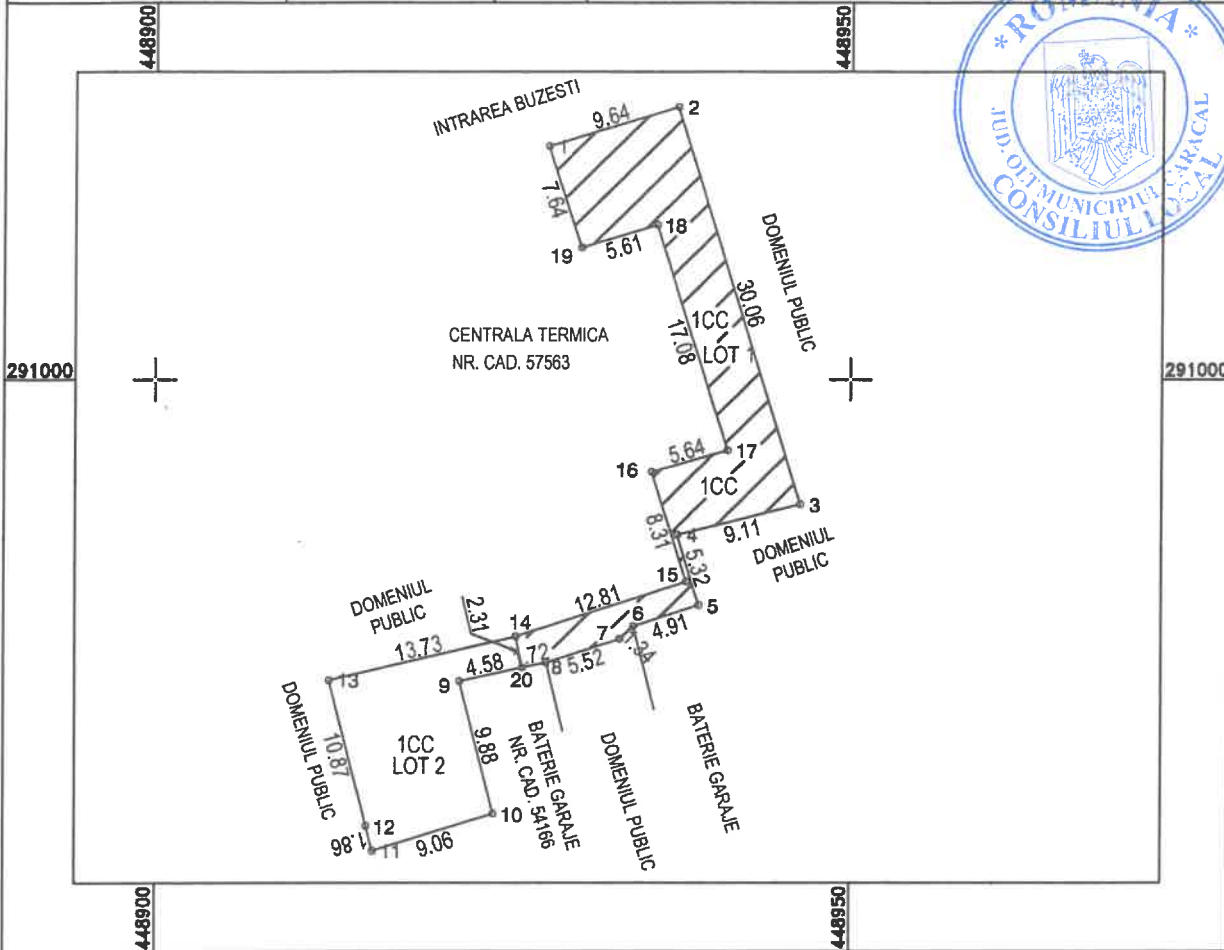 448900
448950
ROMÂNIA
JUD. OLT MUNICIPIUL CARACAL
CONSILIUL LOCAL
INTRAREA BUZESTI
9.64
2
1
7.64
18
19
5.61
DOMENIUL PUBLIC
30.06
17.08
1CC
LOT 1
CENTRALA TERMICA
NR. CAD. 57563
291000
291000
16
5.64
17
1CC
3
8.31
4
9.11
5.32
DOMENIUL
PUBLIC
15
5
12.81
DOMENIUL
PUBLIC
2.31
14
6
7
4.91
13.73
4.58
.72
8
5.52
9
20
13
DOMENIUL PUBLIC
10.87
1CC
LOT 2
9.88
BATERIE GARAJE
NR. CAD. 54166
DOMENIUL PUBLIC
BATERIE GARAJE
12
10
1.86
11
9.06
448900
448950